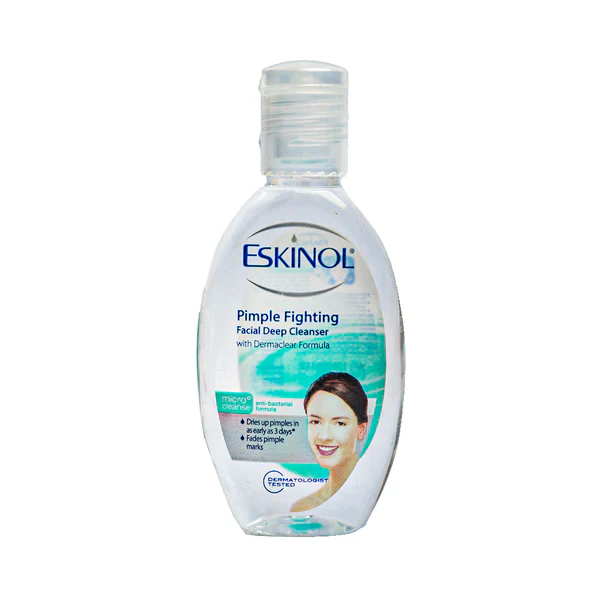 ESKINOL®
Pimple Fighting
Facial Deep Cleanser
with Dermaclear Formula
micro
cleanse
anti-bacterial
formula
Dries up pimples in
as early as 3 days*
Fades pimple
marks
DERMATOLOGIST
TESTED